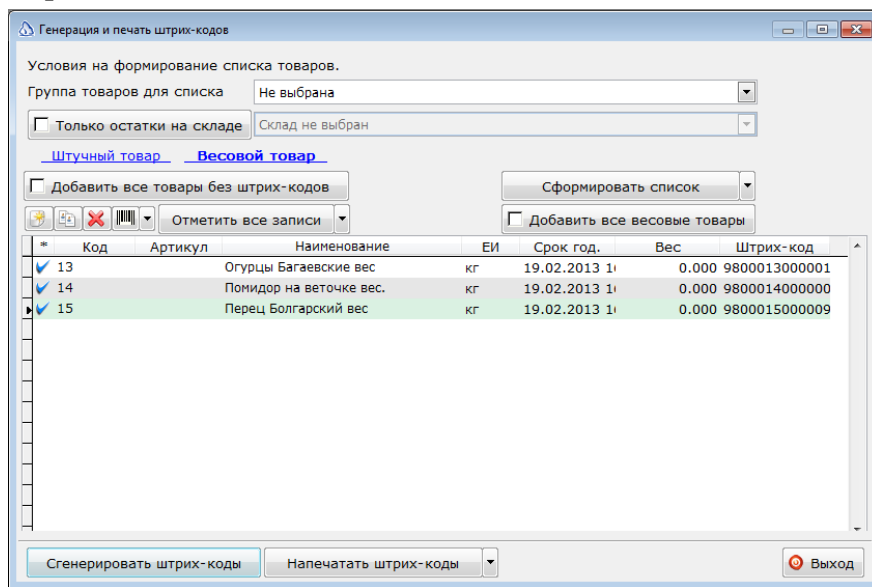 Генерация и печать штрих-кодов
Условия на формирование списка товаров.
Группа товаров для списка Не выбрана
Только остатки на складе Склад не выбран
Штучный товар Весовой товар
Добавить все товары без штрих-кодов Сформировать список
Отметить все записи Добавить все весовые товары
* Код Артикул Наименование ЕИ Срок год. Вес Штрих-код
13 Огурцы Багаевские вес кг 19.02.2013 1 0.000 9800013000001
14 Помидор на веточке вес. кг 19.02.2013 1 0.000 9800014000000
15 Перец Болгарский вес кг 19.02.2013 1 0.000 9800015000009
Сгенерировать штрих-коды Напечатать штрих-коды Выход